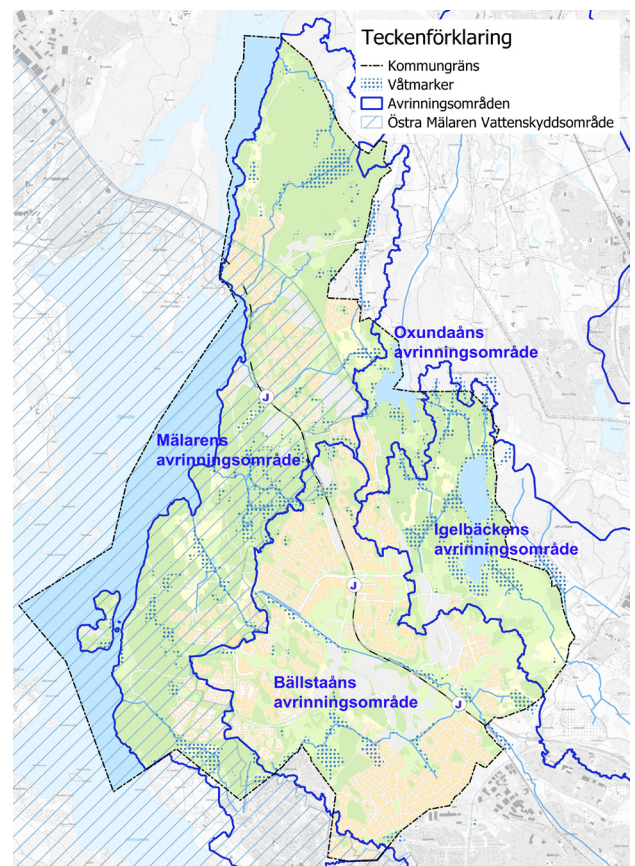 Teckenförklaring
Kommungräns
Våtmarker
Avrinningsområden
Östra Mälaren Vattenskyddsområde
Oxundaåns
avrinningsområde
J
Mälarens
avrinningsområde
Igelbäckens
avrinningsområde
J
Bällstaåns
avrinningsområde
J